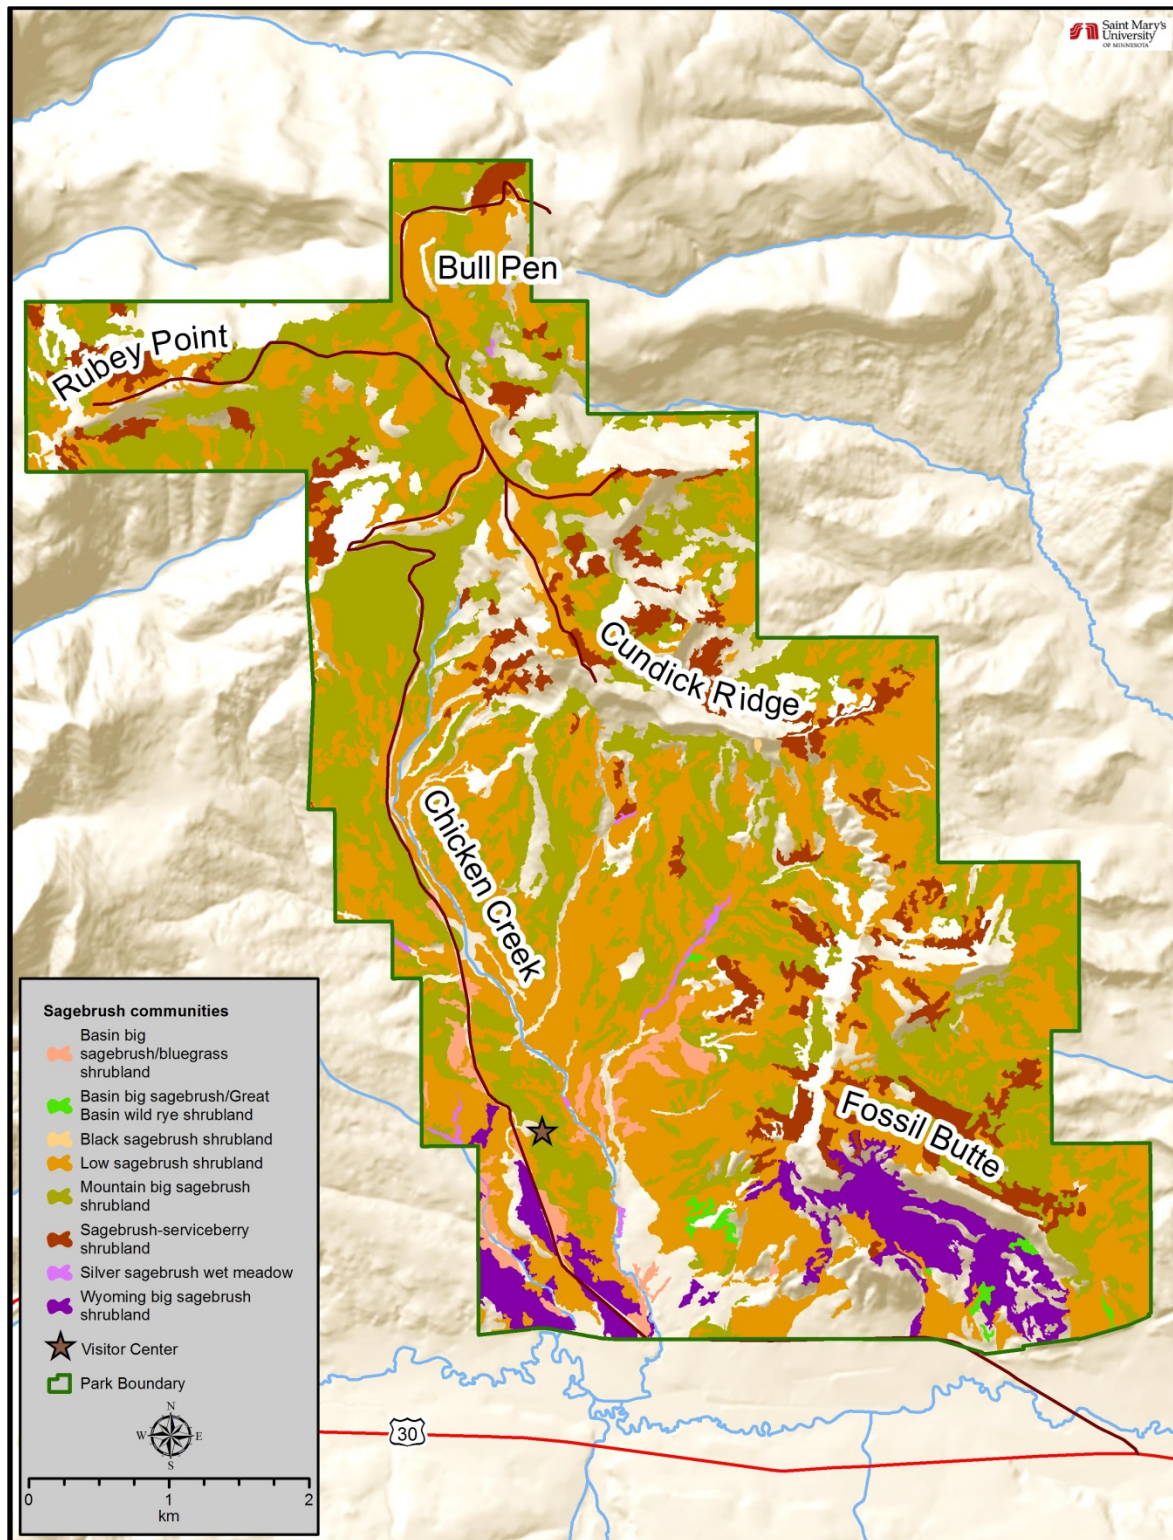 Saint Mary's
University
OF MINNESOTA
Bull Pen
Rubey Point
Cundick Ridge
Chicken Creek
Fossil Butte
Sagebrush communities
Basin big
sagebrush/bluegrass
shrubland
Basin big sagebrush/Great
Basin wild rye shrubland
Black sagebrush shrubland
Low sagebrush shrubland
Mountain big sagebrush
shrubland
Sagebrush-serviceberry
shrubland
Silver sagebrush wet meadow
Wyoming big sagebrush
shrubland
Visitor Center
Park Boundary
N
W E
S
0 1 2
km
30